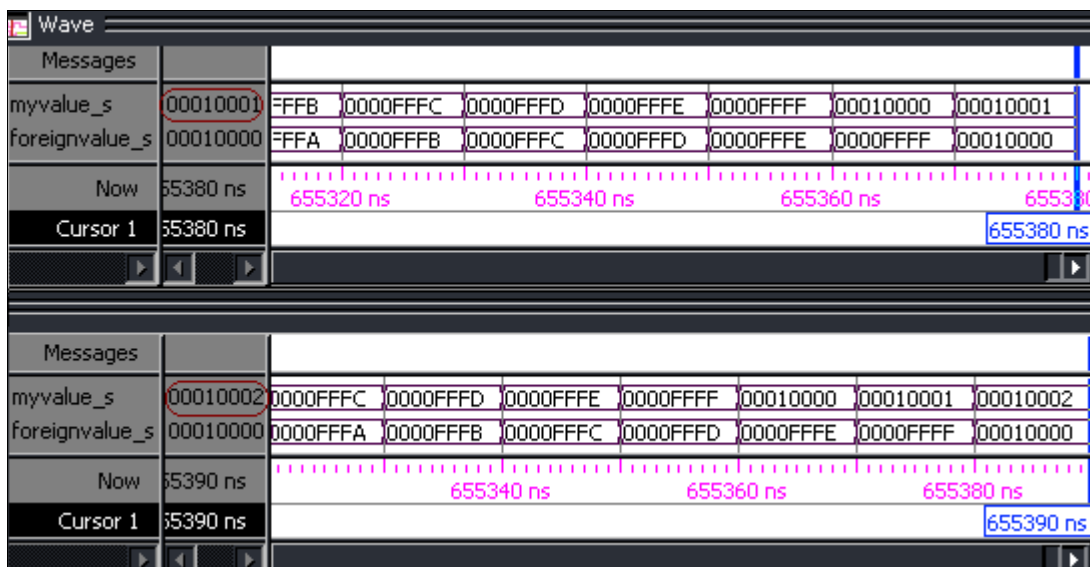 Wave
Messages
myvalue_s 00010001 FFFB 0000FFFC 0000FFFD 0000FFFE 0000FFFF 00010000 00010001
foreignvalue_s 00010000 FFFA 0000FFFB 0000FFFC 0000FFFD 0000FFFE 0000FFFF 00010000
Now 55380 ns 655320 ns 655340 ns 655360 ns 655380
Cursor 1 55380 ns 655380 ns
Messages
myvalue_s 00010002 0000FFFC 0000FFFD 0000FFFE 0000FFFF 00010000 00010001 00010002
foreignvalue_s 00010000 0000FFFA 0000FFFB 0000FFFC 0000FFFD 0000FFFE 0000FFFF 00010000
Now 55390 ns 655340 ns 655360 ns 655380 ns
Cursor 1 55390 ns 655390 ns